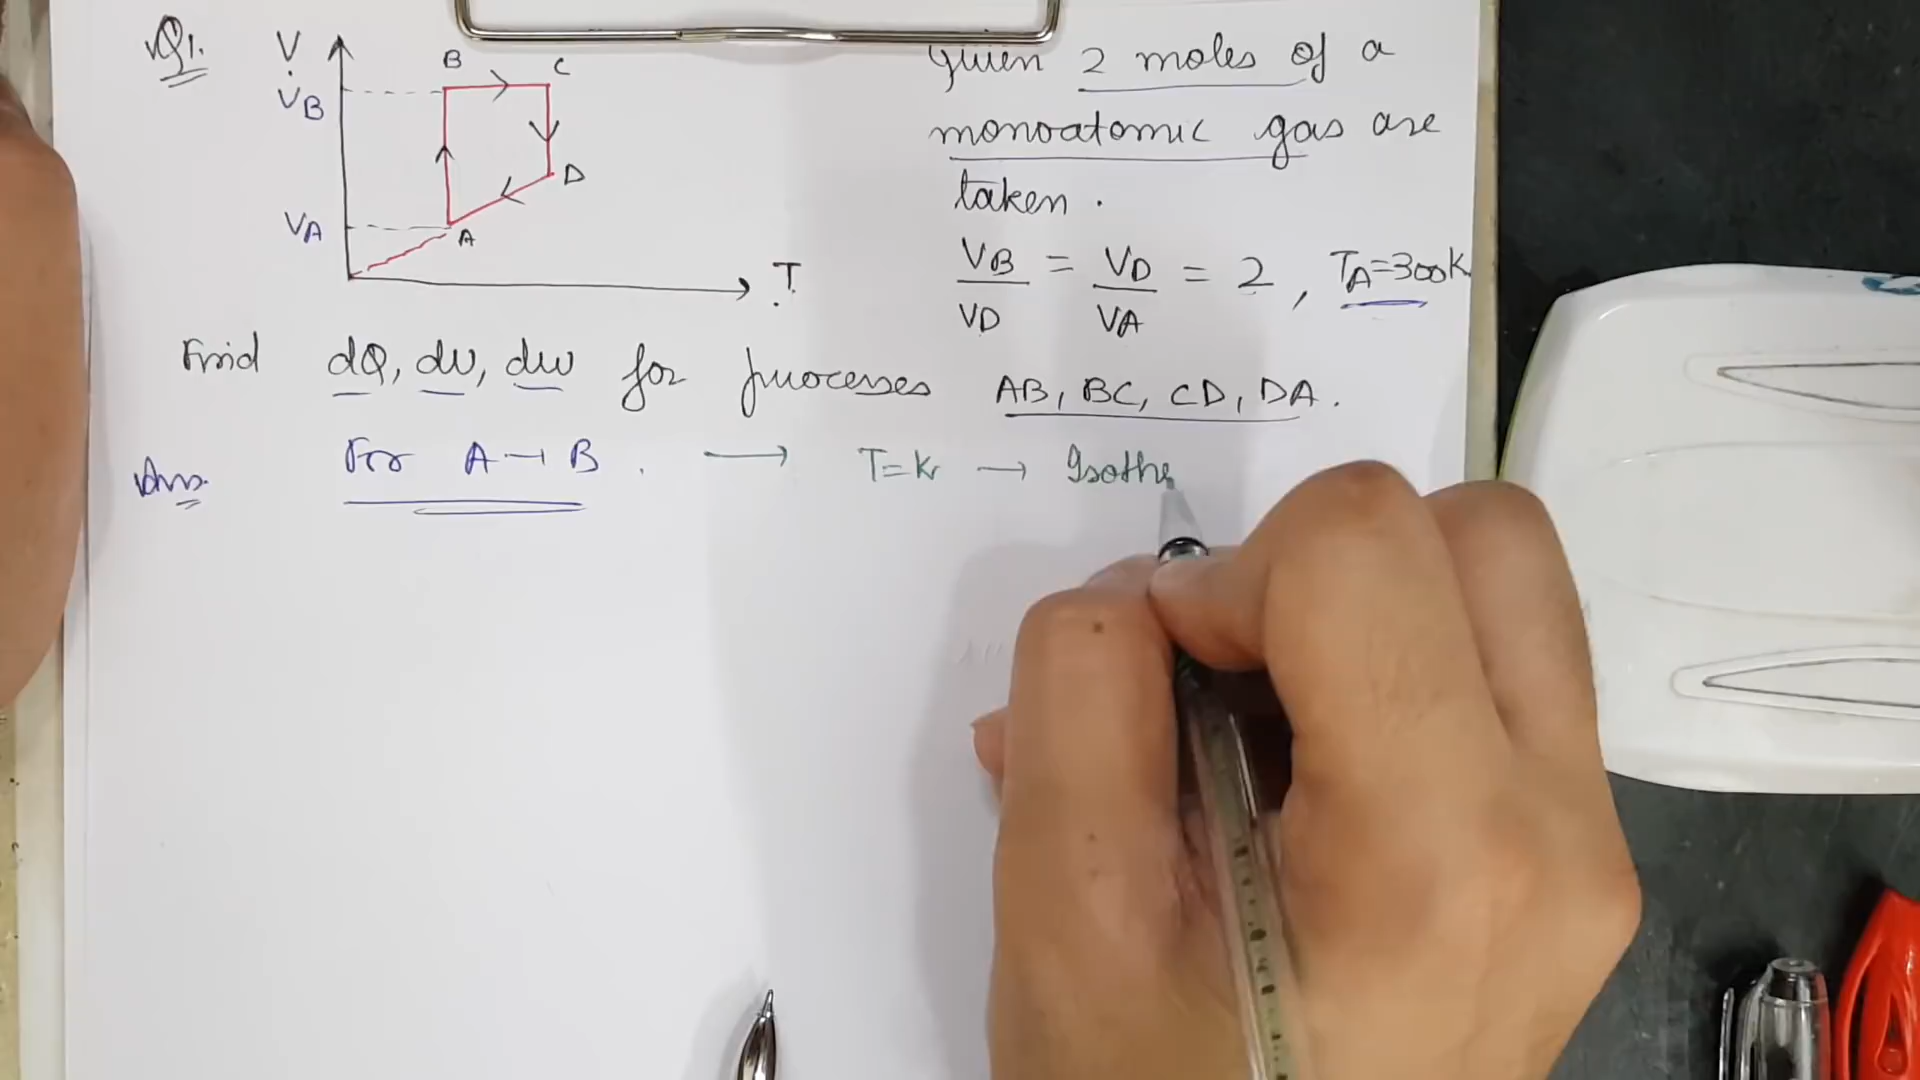 Q1.
V
VB
VA
B
C
D
A
T
Given 2 moles of a
monoatomic gas are
taken.
VB/VD = VD/VA = 2, TA=300K
Find dQ, dU, dw for processes AB, BC, CD, DA.
Ans. For A→B. → T=K → Isothe